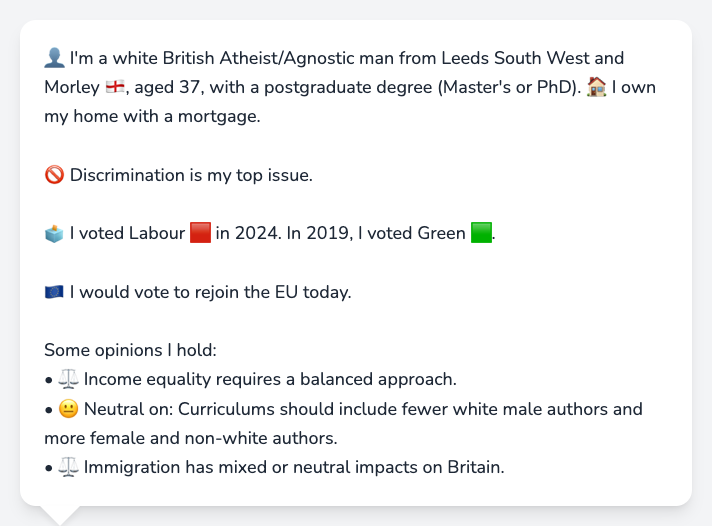 👤 I'm a white British Atheist/Agnostic man from Leeds South West and
Morley 🏴󠁧󠁢󠁥󠁮󠁧󠁿, aged 37, with a postgraduate degree (Master's or PhD). 🏠 I own
my home with a mortgage.
🚫 Discrimination is my top issue.
🗳️ I voted Labour 🟥 in 2024. In 2019, I voted Green 🟩.
🇪🇺 I would vote to rejoin the EU today.
Some opinions I hold:
• ⚖️ Income equality requires a balanced approach.
• 😐 Neutral on: Curriculums should include fewer white male authors and
more female and non-white authors.
• ⚖️ Immigration has mixed or neutral impacts on Britain.